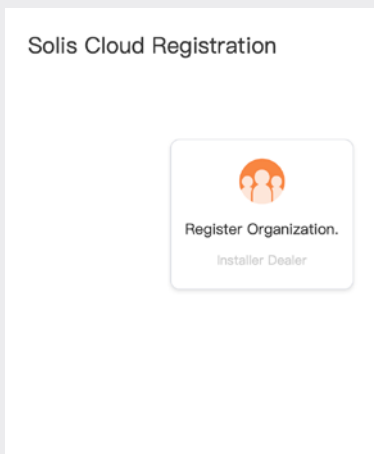 Solis Cloud Registration
Register Organization.
Installer Dealer